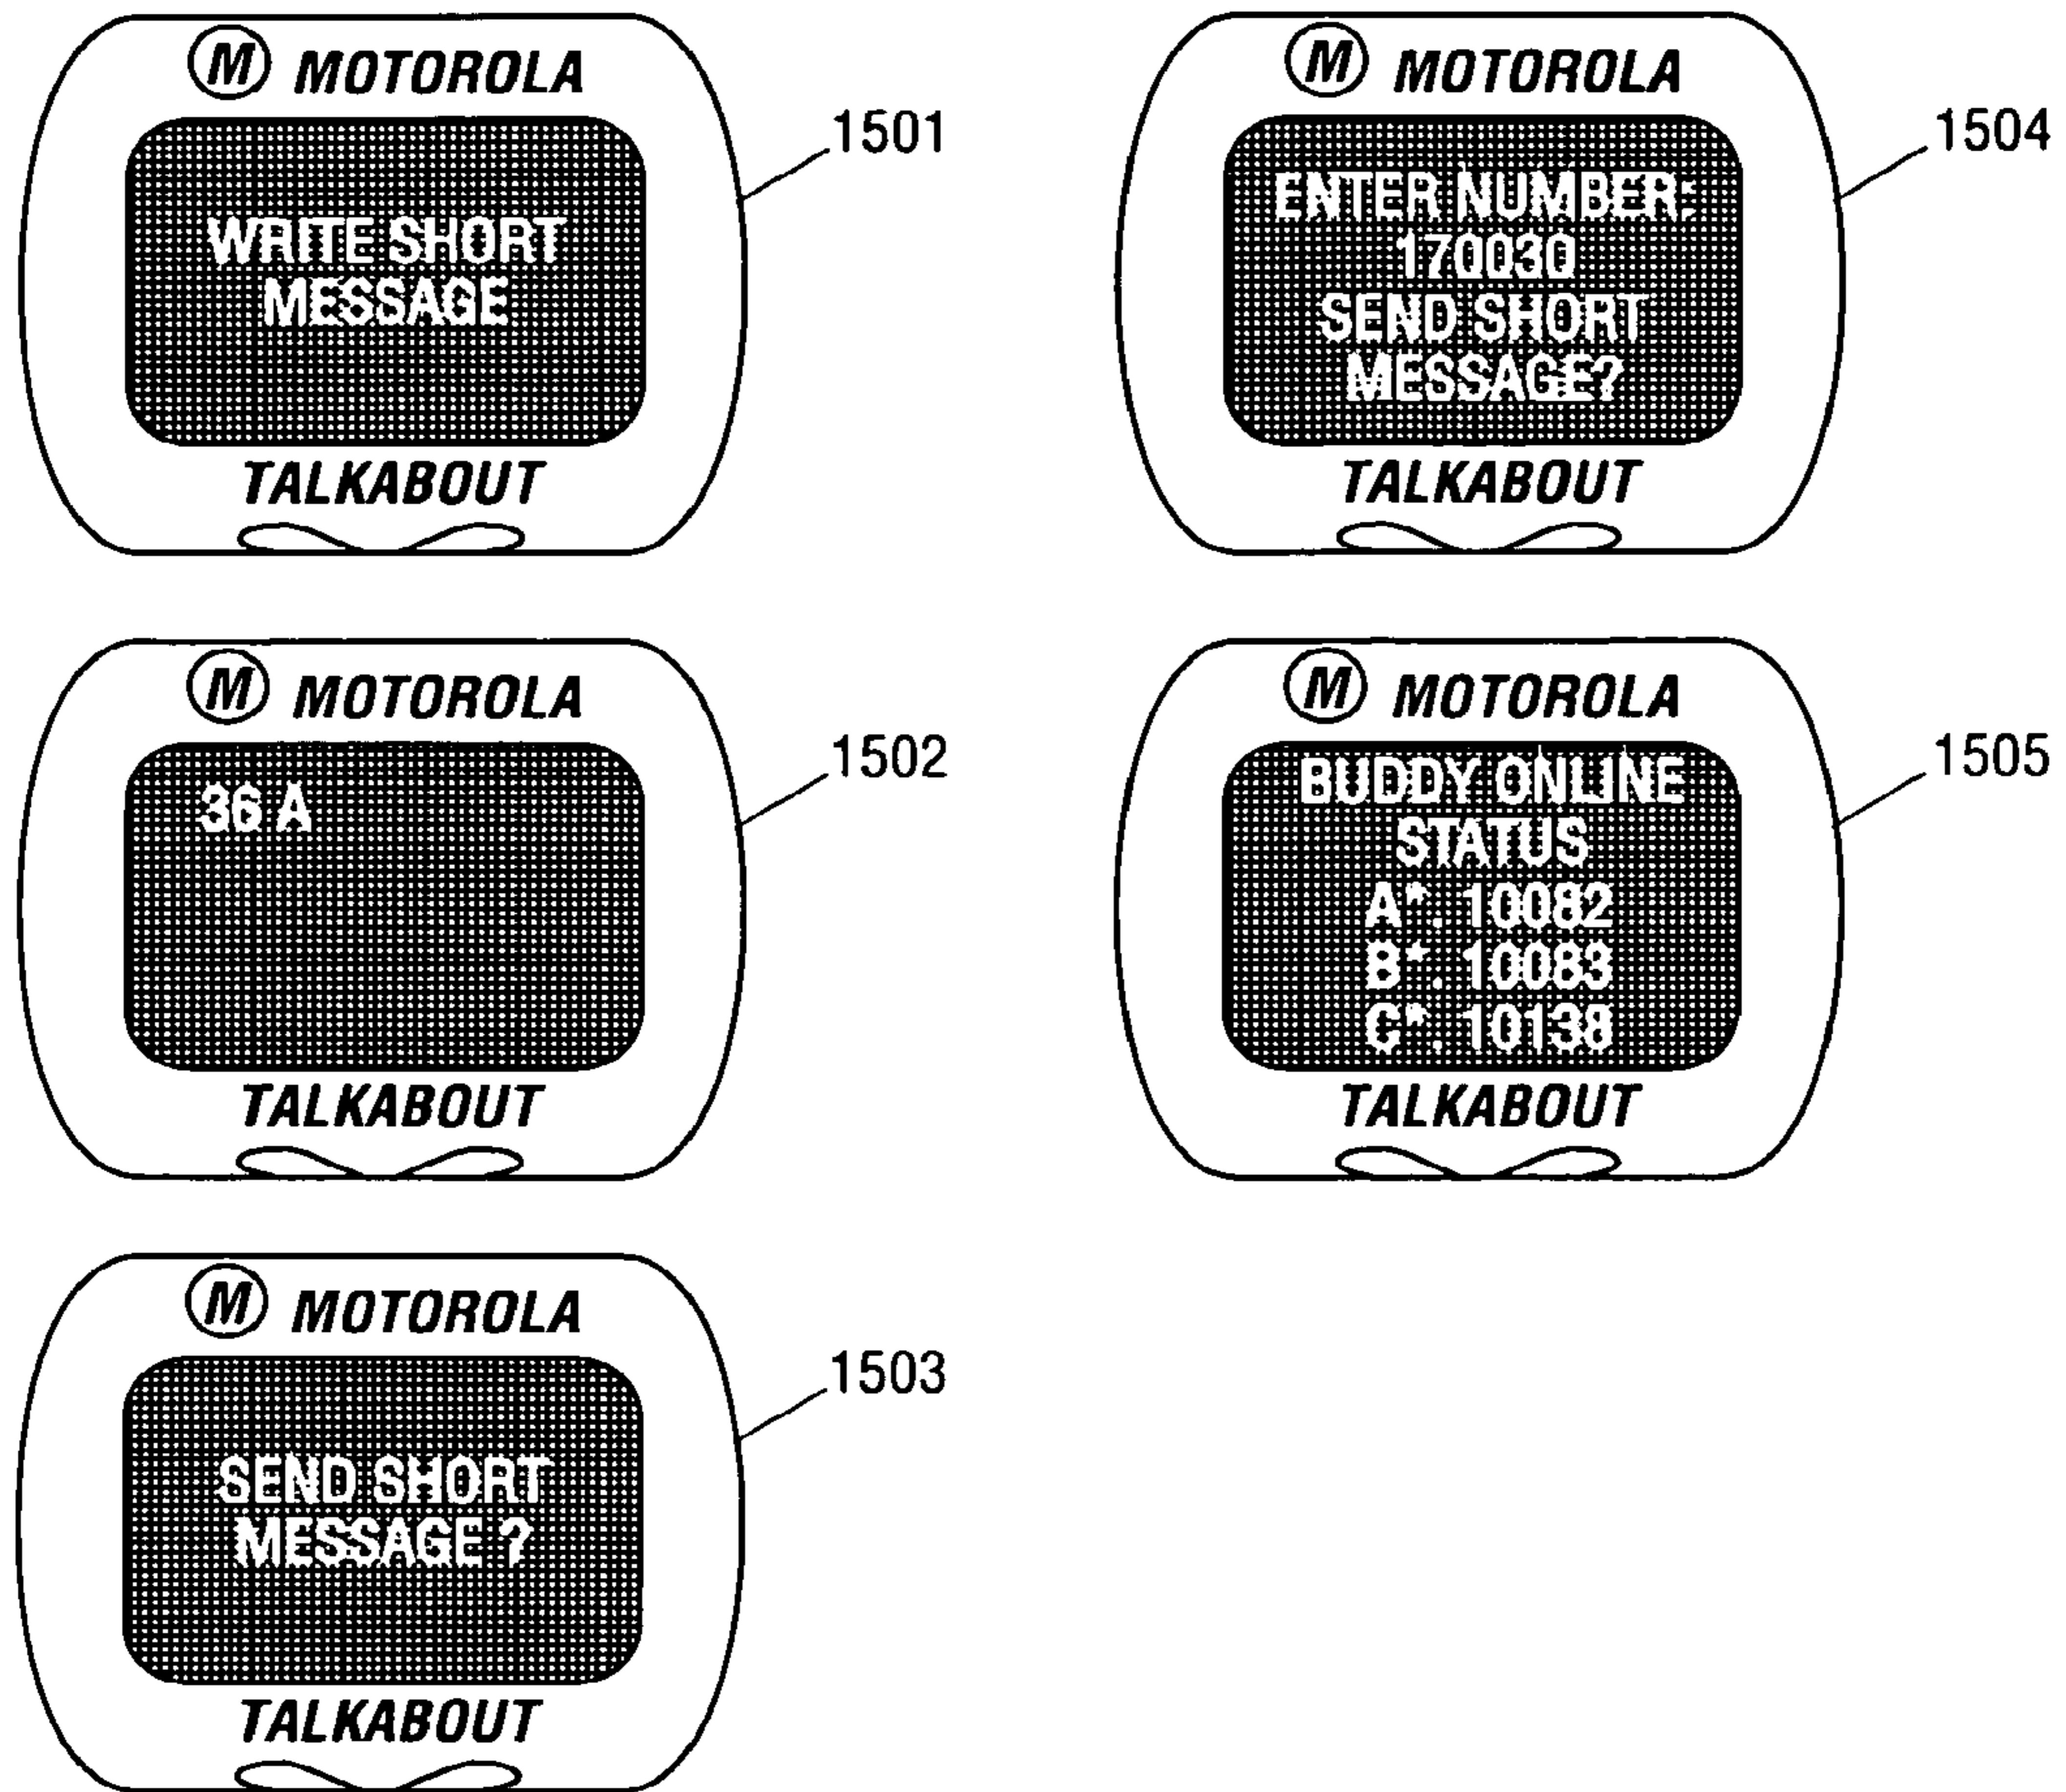 M MOTOROLA
1501
WRITE SHORT
MESSAGE
TALKABOUT
M MOTOROLA
1502
36 A
TALKABOUT
M MOTOROLA
1503
SEND SHORT
MESSAGE ?
TALKABOUT
M MOTOROLA
1504
ENTER NUMBER:
170030
SEND SHORT
MESSAGE?
TALKABOUT
M MOTOROLA
1505
BUDDY ONLINE
STATUS
A*. 10082
B*. 10083
C*. 10138
TALKABOUT